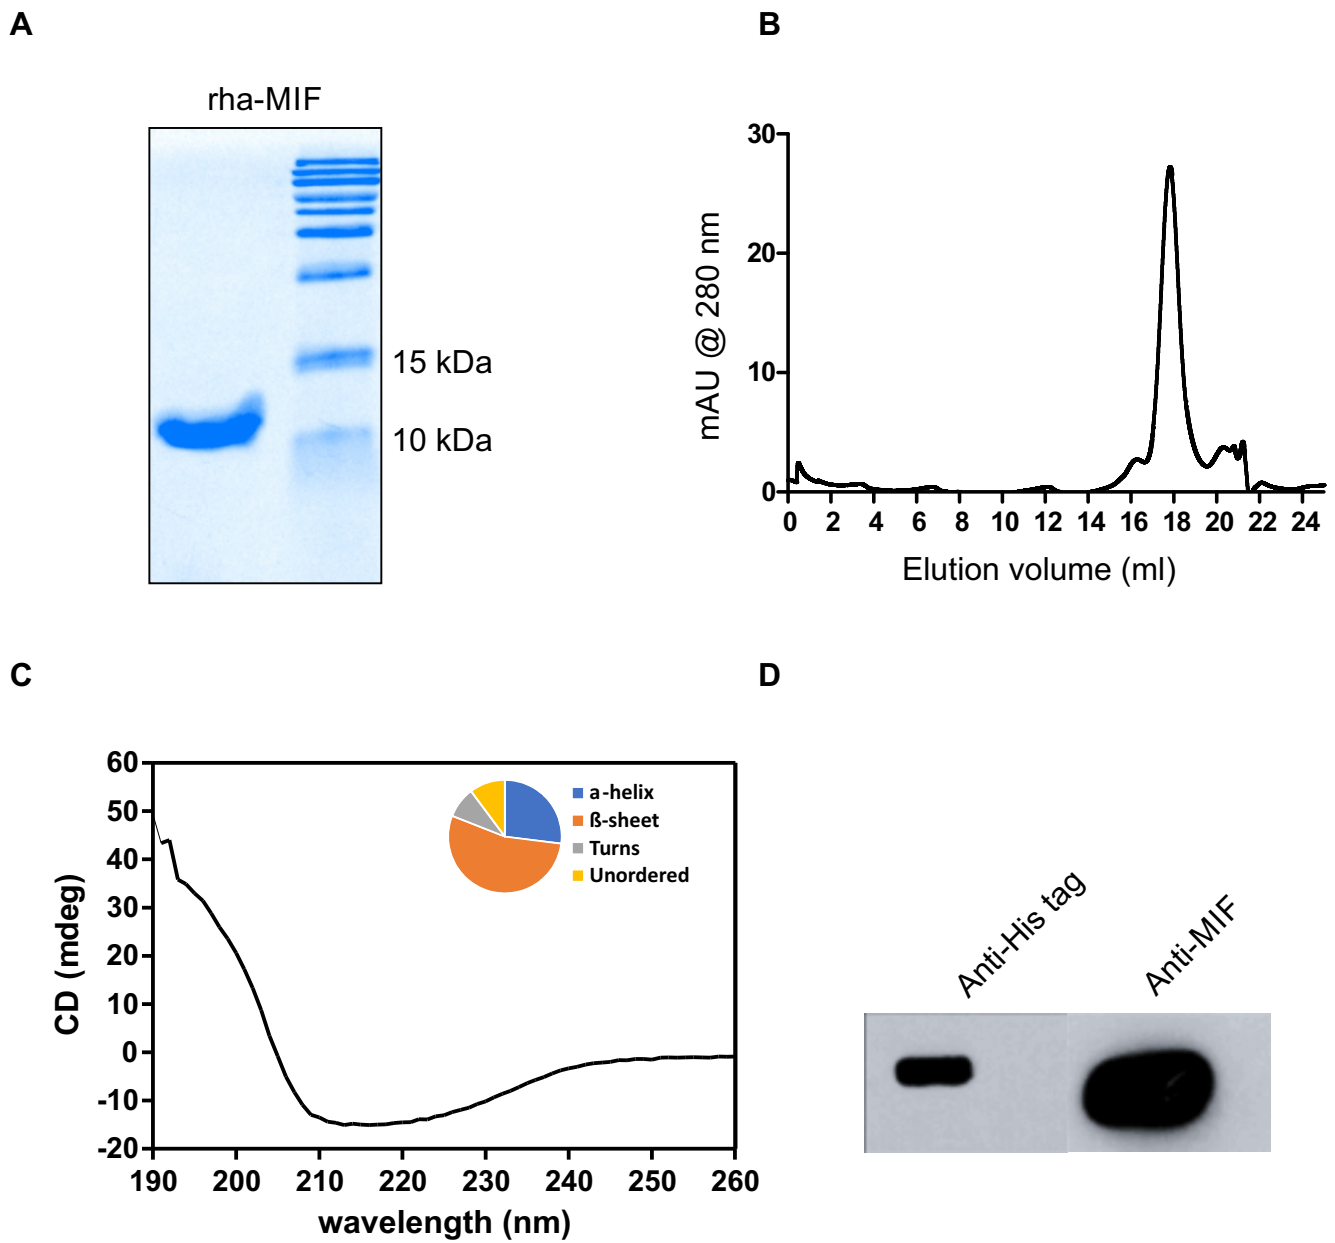 A
rha-MIF
15 kDa
10 kDa
B
30
20
10
0
mAU @ 280 nm
0 2 4 6 8 10 12 14 16 18 20 22 24
Elution volume (ml)
C
60
50
40
30
20
10
0
-10
-20
CD (mdeg)
a-helix
ß-sheet
Turns
Unordered
190 200 210 220 230 240 250 260
wavelength (nm)
D
Anti-His tag
Anti-MIF